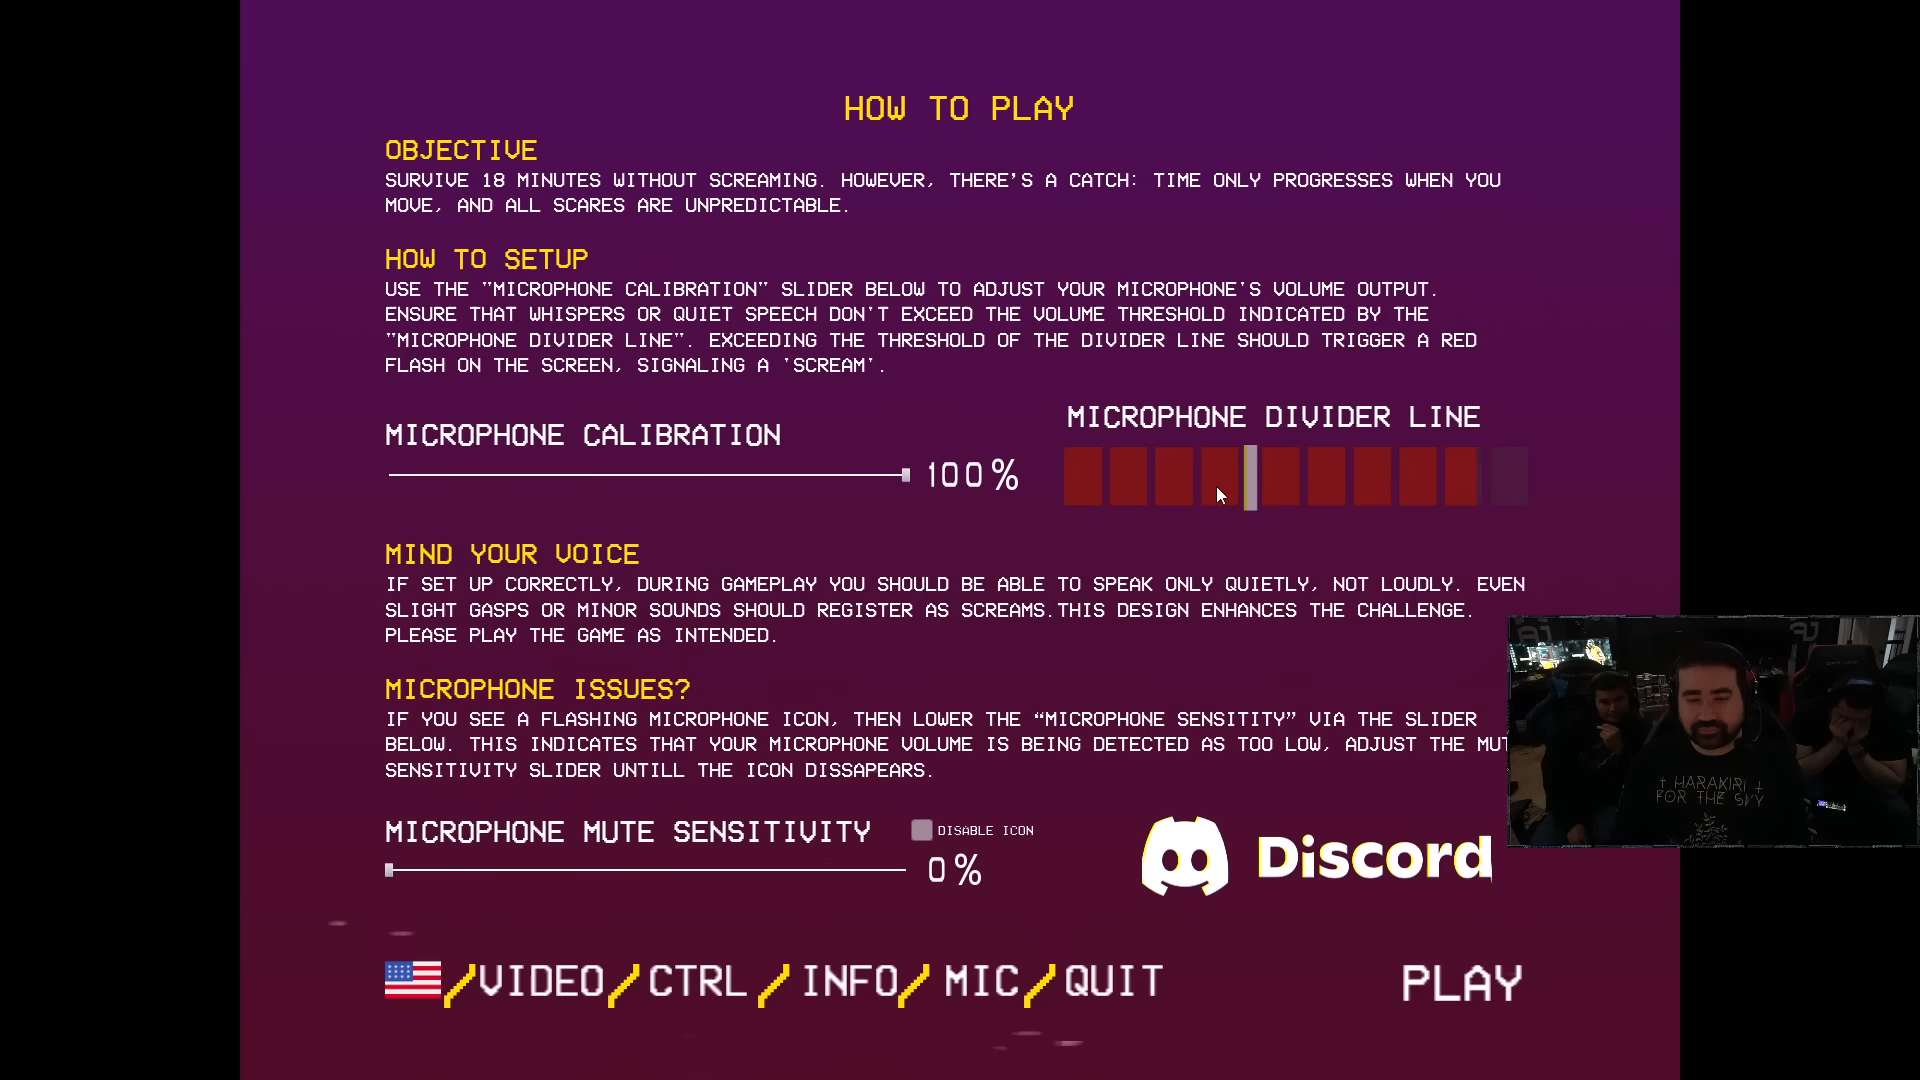 HOW TO PLAY
OBJECTIVE
SURVIVE 18 MINUTES WITHOUT SCREAMING. HOWEVER, THERE'S A CATCH: TIME ONLY PROGRESSES WHEN YOU
MOVE, AND ALL SCARES ARE UNPREDICTABLE.
HOW TO SETUP
USE THE "MICROPHONE CALIBRATION" SLIDER BELOW TO ADJUST YOUR MICROPHONE'S VOLUME OUTPUT.
ENSURE THAT WHISPERS OR QUIET SPEECH DON'T EXCEED THE VOLUME THRESHOLD INDICATED BY THE
"MICROPHONE DIVIDER LINE". EXCEEDING THE THRESHOLD OF THE DIVIDER LINE SHOULD TRIGGER A RED
FLASH ON THE SCREEN, SIGNALING A 'SCREAM'.
MICROPHONE CALIBRATION
100%
MICROPHONE DIVIDER LINE
MIND YOUR VOICE
IF SET UP CORRECTLY, DURING GAMEPLAY YOU SHOULD BE ABLE TO SPEAK ONLY QUIETLY, NOT LOUDLY. EVEN
SLIGHT GASPS OR MINOR SOUNDS SHOULD REGISTER AS SCREAMS.THIS DESIGN ENHANCES THE CHALLENGE.
PLEASE PLAY THE GAME AS INTENDED.
MICROPHONE ISSUES?
IF YOU SEE A FLASHING MICROPHONE ICON, THEN LOWER THE “MICROPHONE SENSITITY” VIA THE SLIDER
BELOW. THIS INDICATES THAT YOUR MICROPHONE VOLUME IS BEING DETECTED AS TOO LOW, ADJUST THE MUT
SENSITIVITY SLIDER UNTILL THE ICON DISSAPEARS.
MICROPHONE MUTE SENSITIVITY
DISABLE ICON
0%
Discord
/VIDEO/CTRL/INFO/MIC/QUIT
PLAY
HARAKIRI
FOR THE SKY